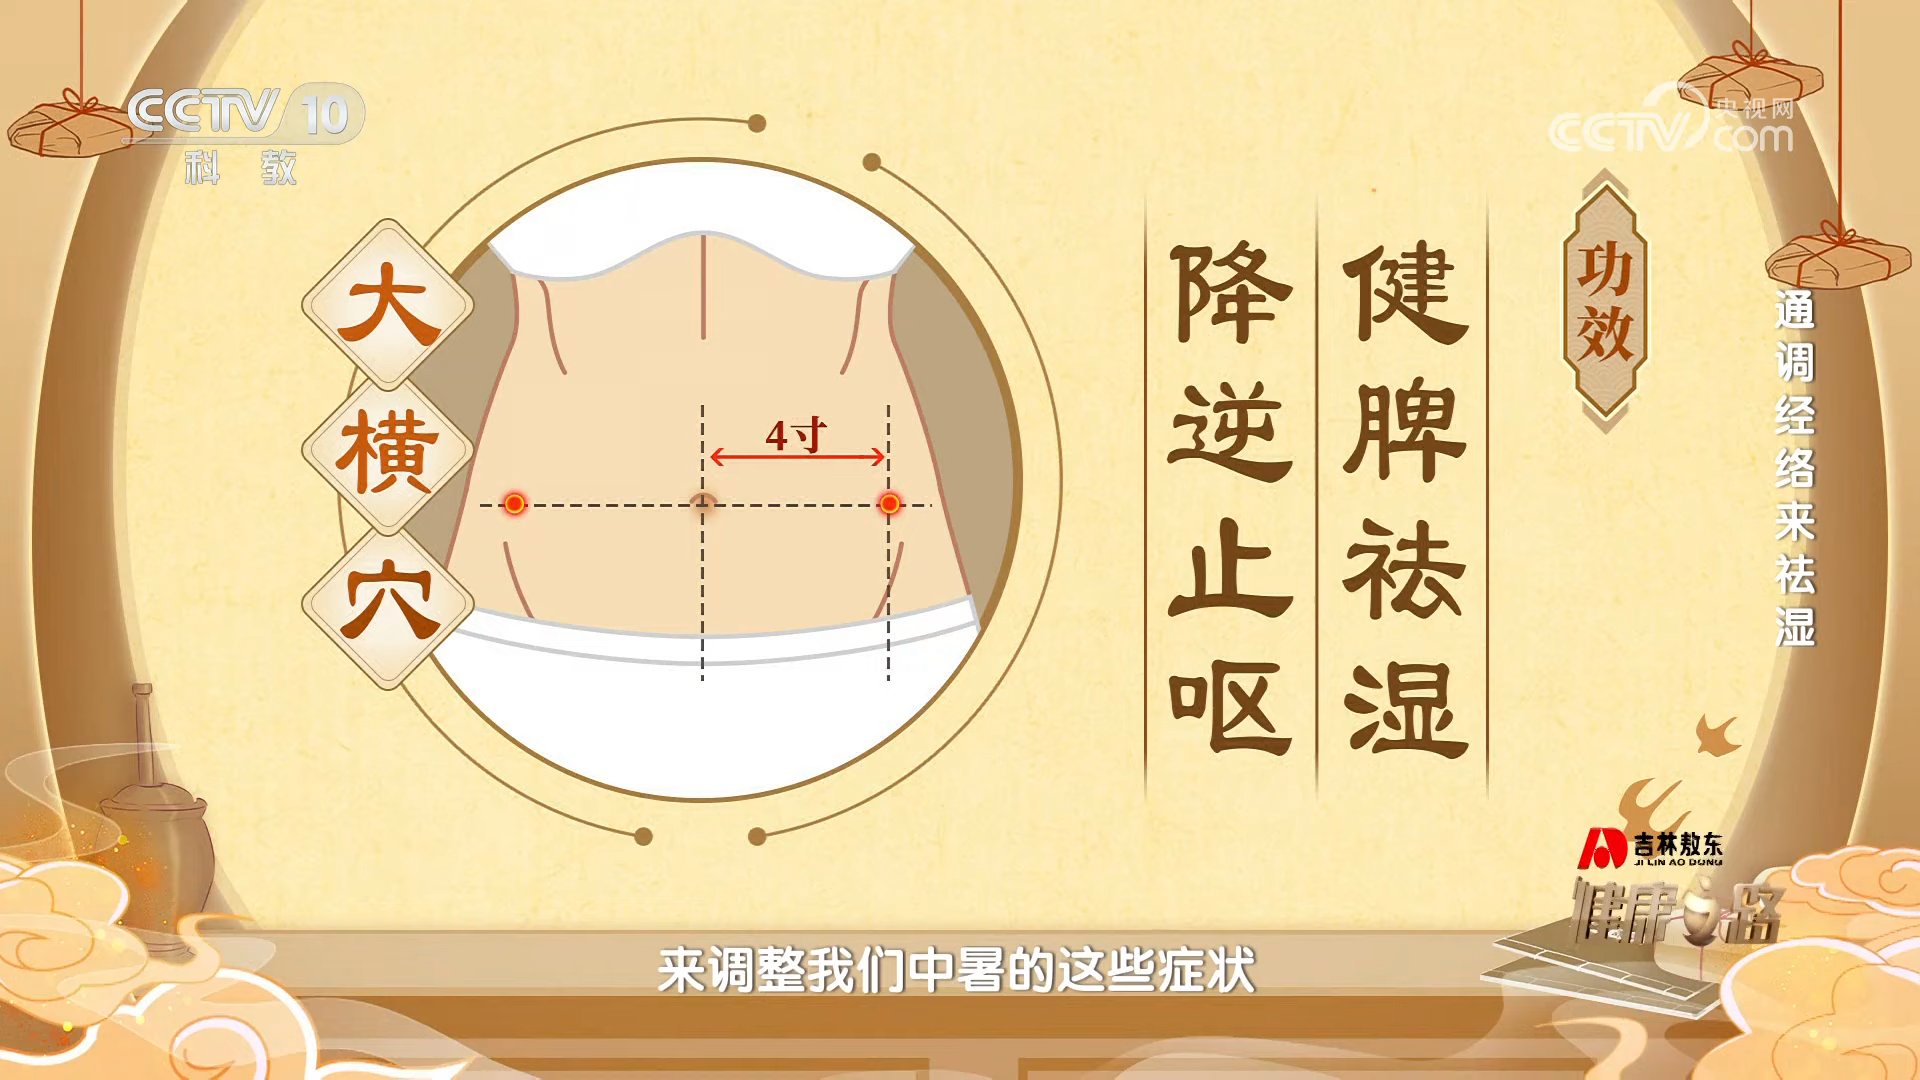 CCTV 10
科 教
央视网
CCTV com
大横穴
4寸
功效
健脾祛湿
降逆止呕
通调经络来祛湿
吉林敖东
JI LIN AO DONG
健康之路
来调整我们中暑的这些症状